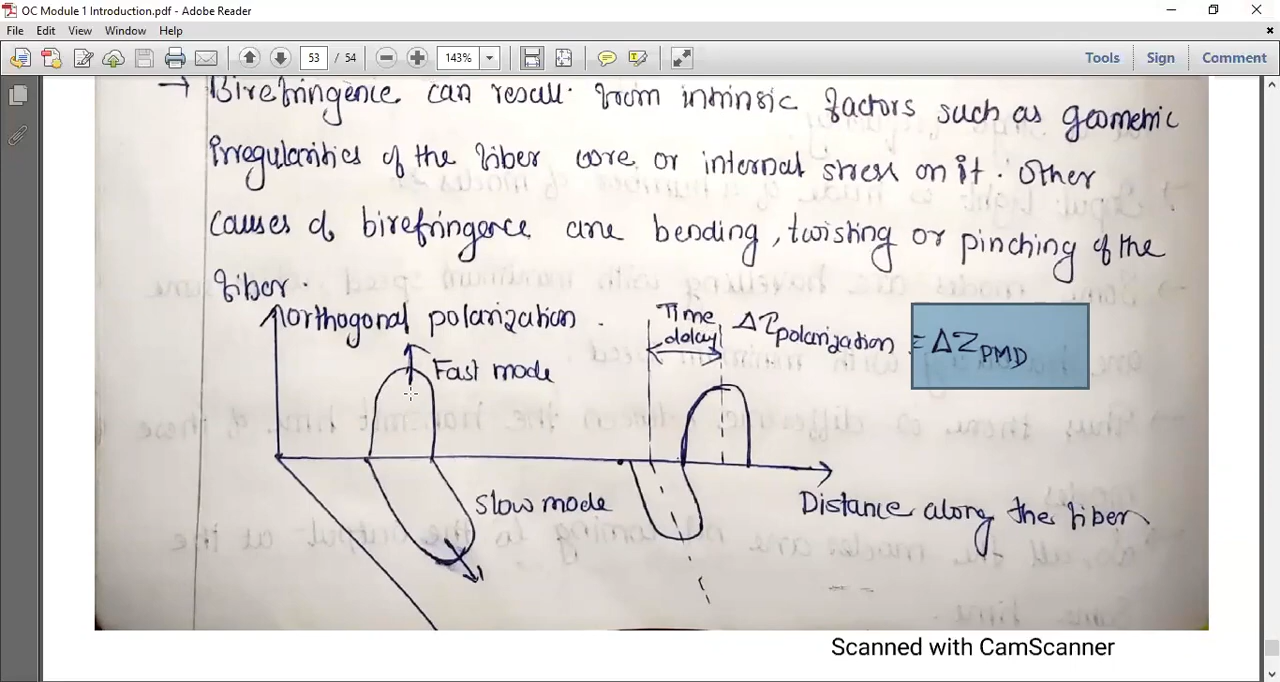 OC Module 1 Introduction.pdf - Adobe Reader
File Edit View Window Help
53 / 54 143% Tools Sign Comment
→ Birefringence can result from intrinsic factors such as geometric
irregularities of the fiber core or internal stress on it. Other
causes of birefringence are bending, twisting or pinching of the
fiber.
orthogonal polarization.
Time delay
Δτpolarization = ΔZPMD
Fast mode
Slow mode
Distance along the fiber
Scanned with CamScanner